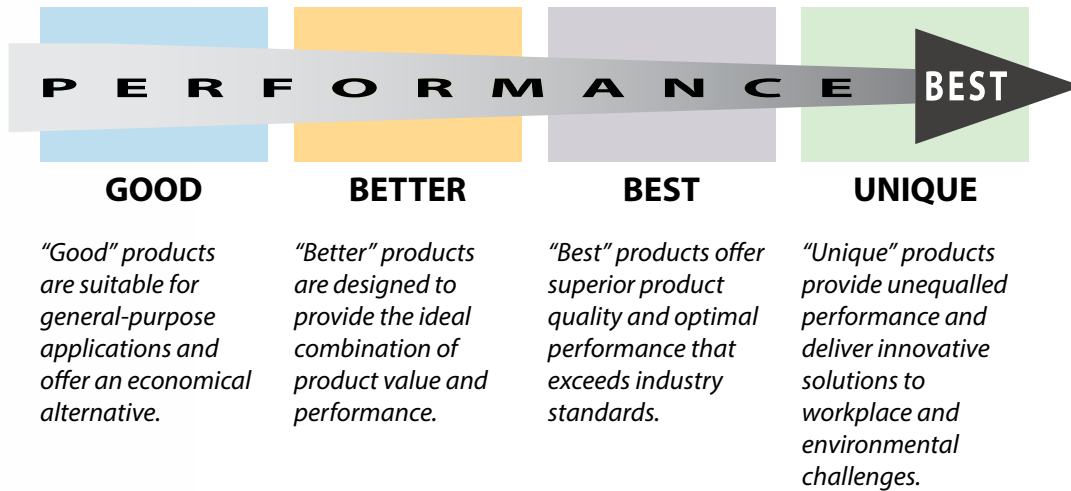 PERFORMANCE BEST
GOOD
BETTER
BEST
UNIQUE
“Good” products
are suitable for
general-purpose
applications and
offer an economical
alternative.
“Better” products
are designed to
provide the ideal
combination of
product value and
performance.
“Best” products offer
superior product
quality and optimal
performance that
exceeds industry
standards.
“Unique” products
provide unequalled
performance and
deliver innovative
solutions to
workplace and
environmental
challenges.